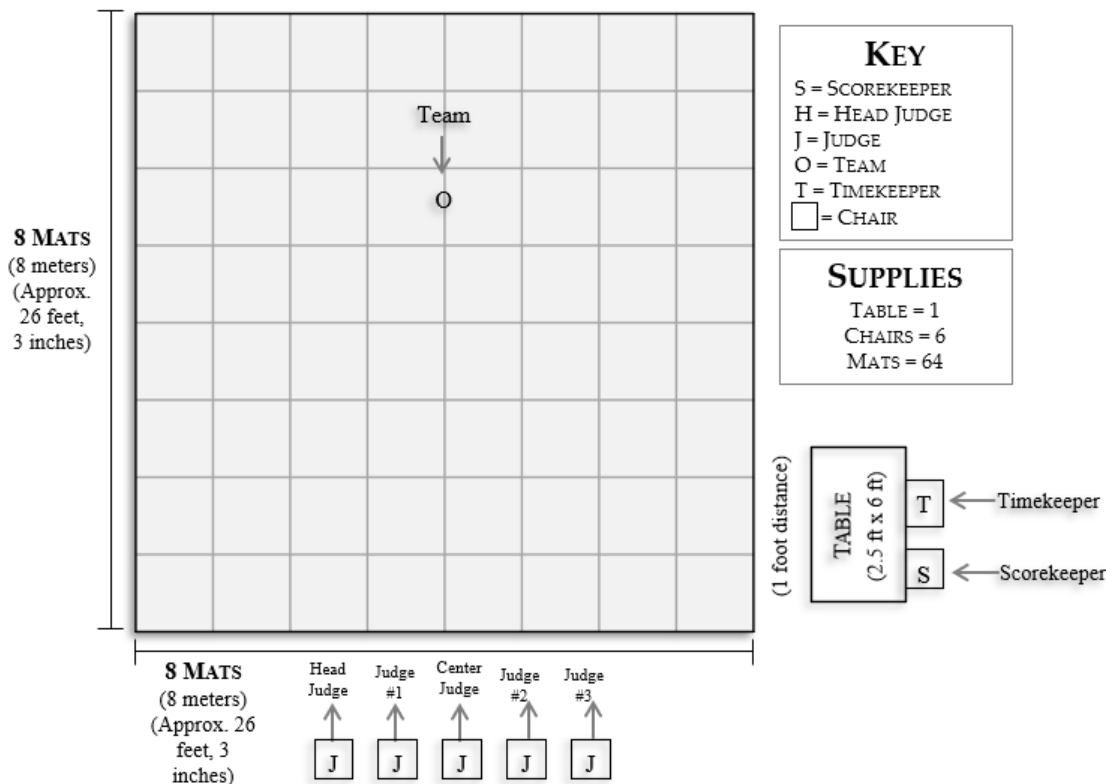 Team
O
8 MATS
(8 meters)
(Approx.
26 feet,
3 inches)
KEY
S = SCOREKEEPER
H = HEAD JUDGE
J = JUDGE
O = TEAM
T = TIMEKEEPER
= CHAIR
SUPPLIES
TABLE = 1
CHAIRS = 6
MATS = 64
(1 foot distance)
TABLE
(2.5 ft x 6 ft)
T
Timekeeper
S
Scorekeeper
8 MATS
(8 meters)
(Approx. 26
feet, 3
inches)
Head
Judge
Judge
#1
Center
Judge
Judge
#2
Judge
#3
J
J
J
J
J